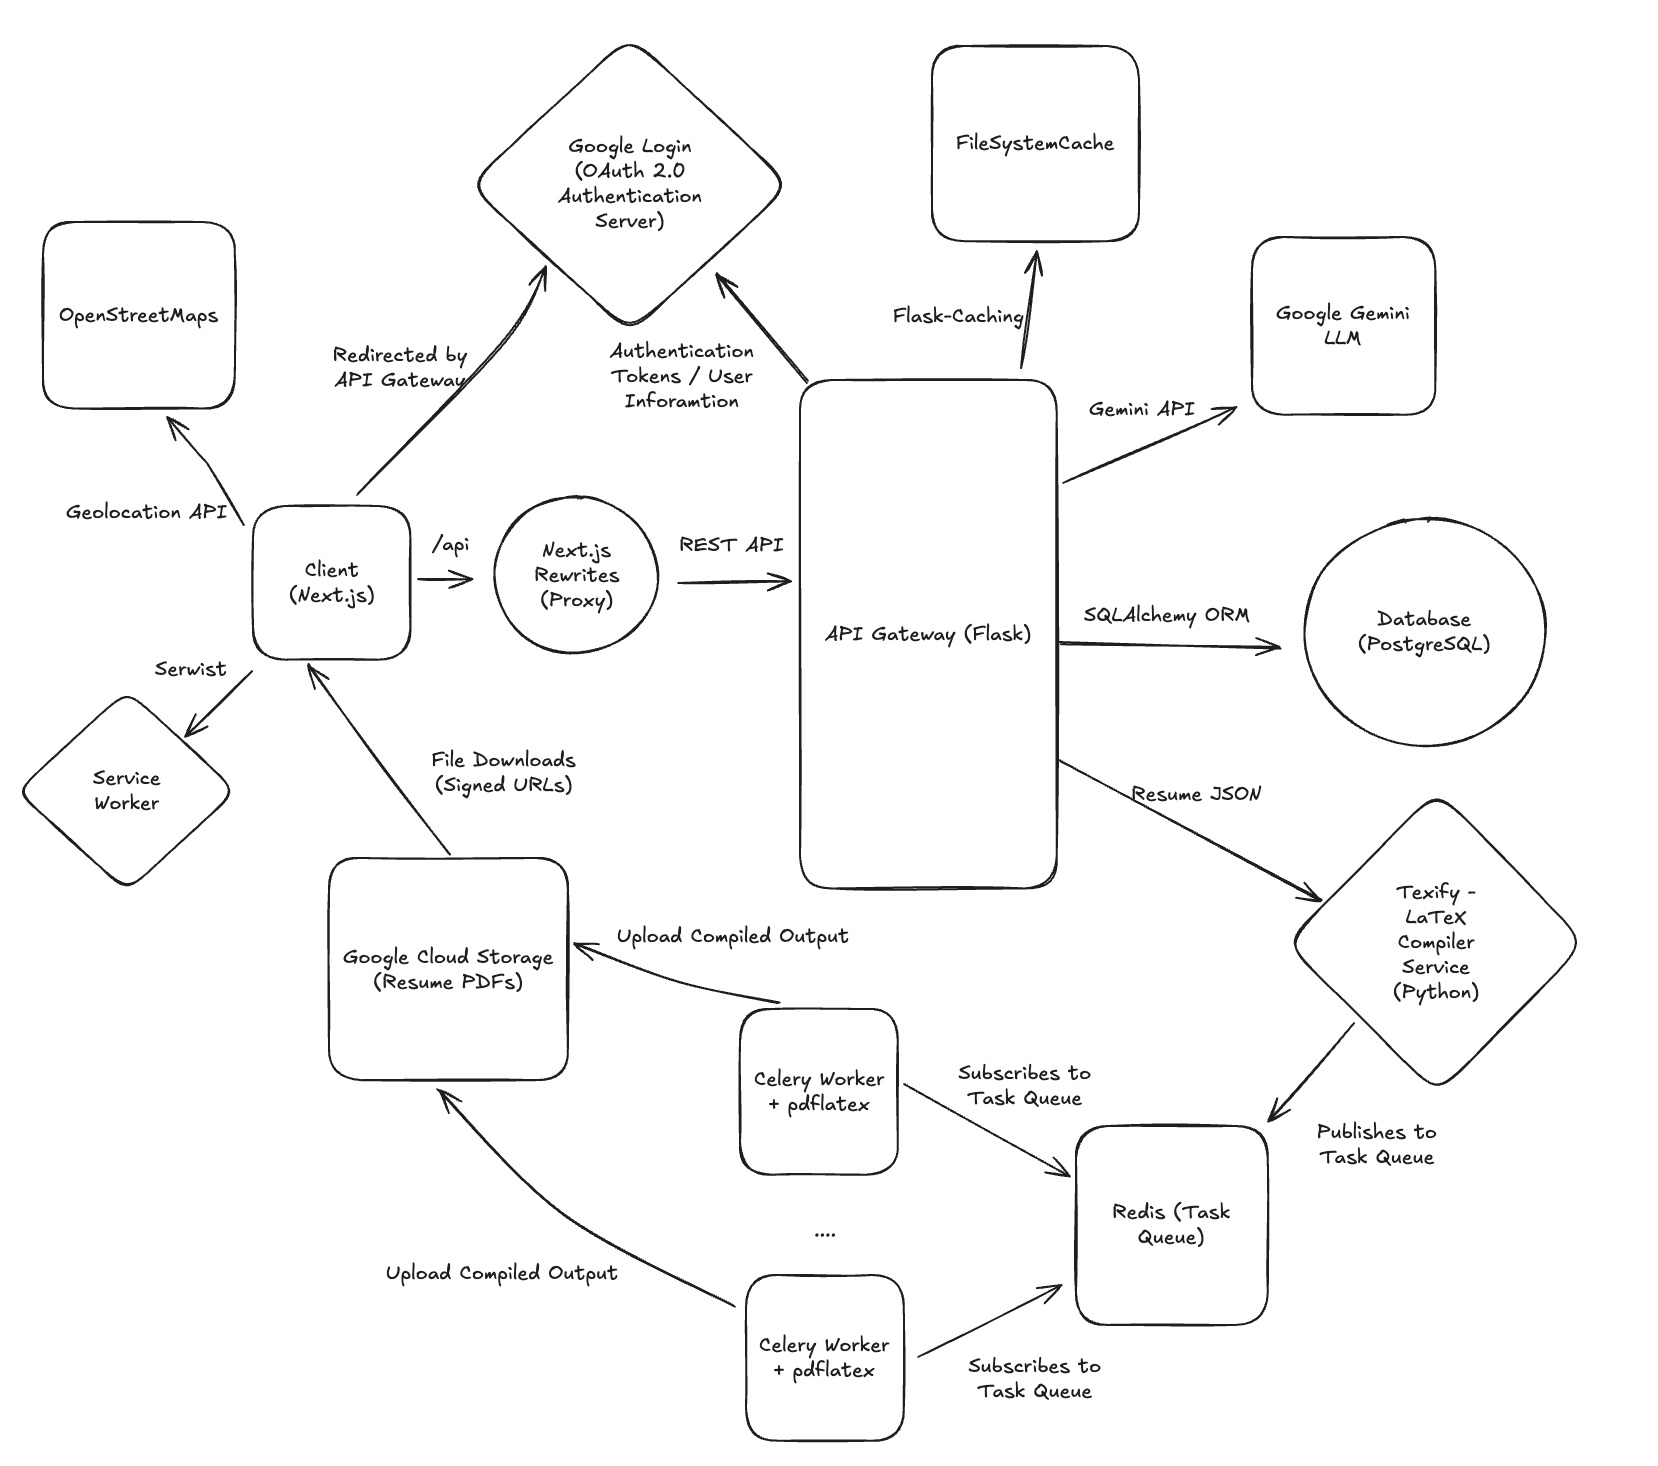 Google Login
(OAuth 2.0
Authentication
Server)
FileSystemCache
OpenStreetMaps
Google Gemini
LLM
Flask-Caching
Redirected by
API Gateway
Authentication
Tokens / User
Inforamtion
Gemini API
Geolocation API
Client
(Next.js)
/api
Next.js
Rewrites
(Proxy)
REST API
API Gateway (Flask)
SQLAlchemy ORM
Database
(PostgreSQL)
Serwist
Service
Worker
File Downloads
(Signed URLs)
Resume JSON
Texify -
LaTeX
Compiler
Service
(Python)
Google Cloud Storage
(Resume PDFs)
Upload Compiled Output
Celery Worker
+ pdflatex
Subscribes to
Task Queue
Publishes to
Task Queue
Redis (Task
Queue)
....
Upload Compiled Output
Celery Worker
+ pdflatex
Subscribes to
Task Queue